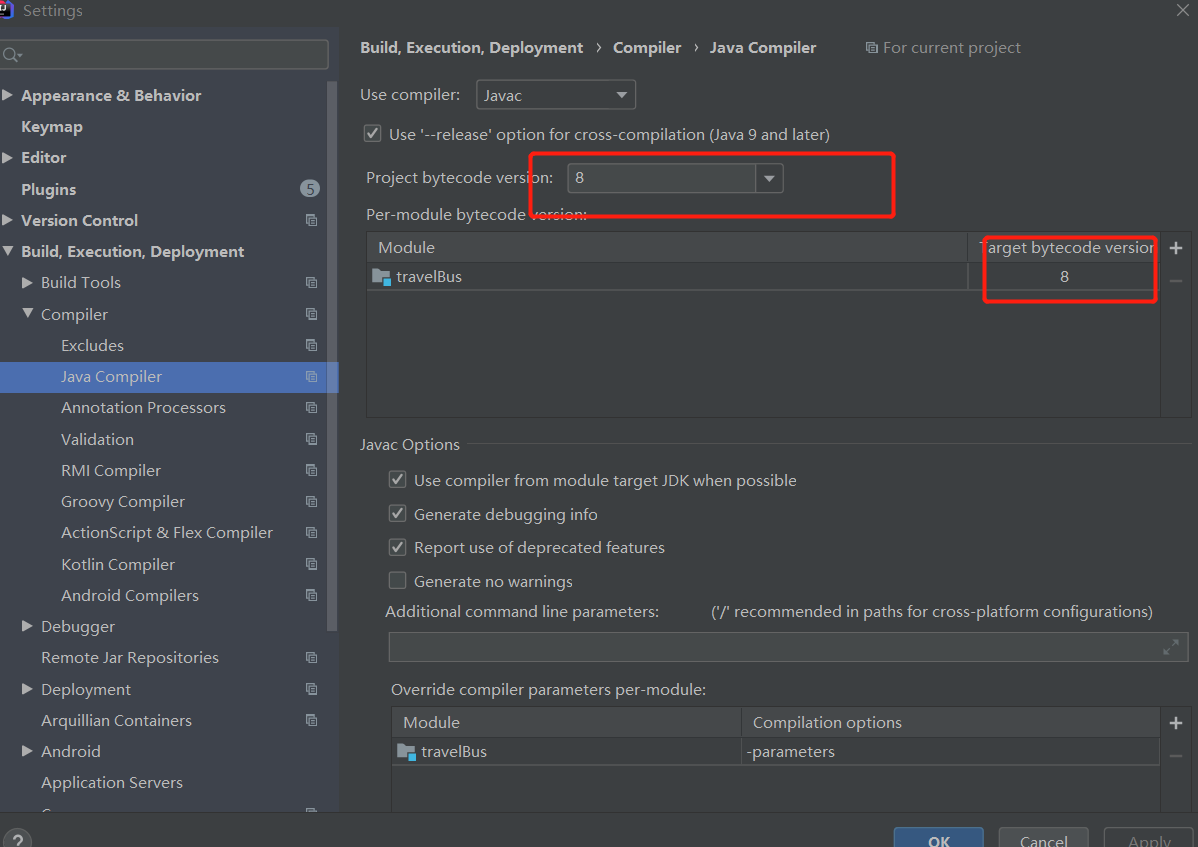 Settings
Build, Execution, Deployment › Compiler › Java Compiler For current project
Appearance & Behavior
Keymap
Editor
Plugins 5
Version Control
Build, Execution, Deployment
Build Tools
Compiler
Excludes
Java Compiler
Annotation Processors
Validation
RMI Compiler
Groovy Compiler
ActionScript & Flex Compiler
Kotlin Compiler
Android Compilers
Debugger
Remote Jar Repositories
Deployment
Arquillian Containers
Android
Application Servers
Use compiler: Javac
Use '--release' option for cross-compilation (Java 9 and later)
Project bytecode version: 8
Per-module bytecode version:
Module Target bytecode version
travelBus 8
Javac Options
Use compiler from module target JDK when possible
Generate debugging info
Report use of deprecated features
Generate no warnings
Additional command line parameters: ('/' recommended in paths for cross-platform configurations)
Override compiler parameters per-module:
Module Compilation options
travelBus -parameters
? OK Cancel Apply